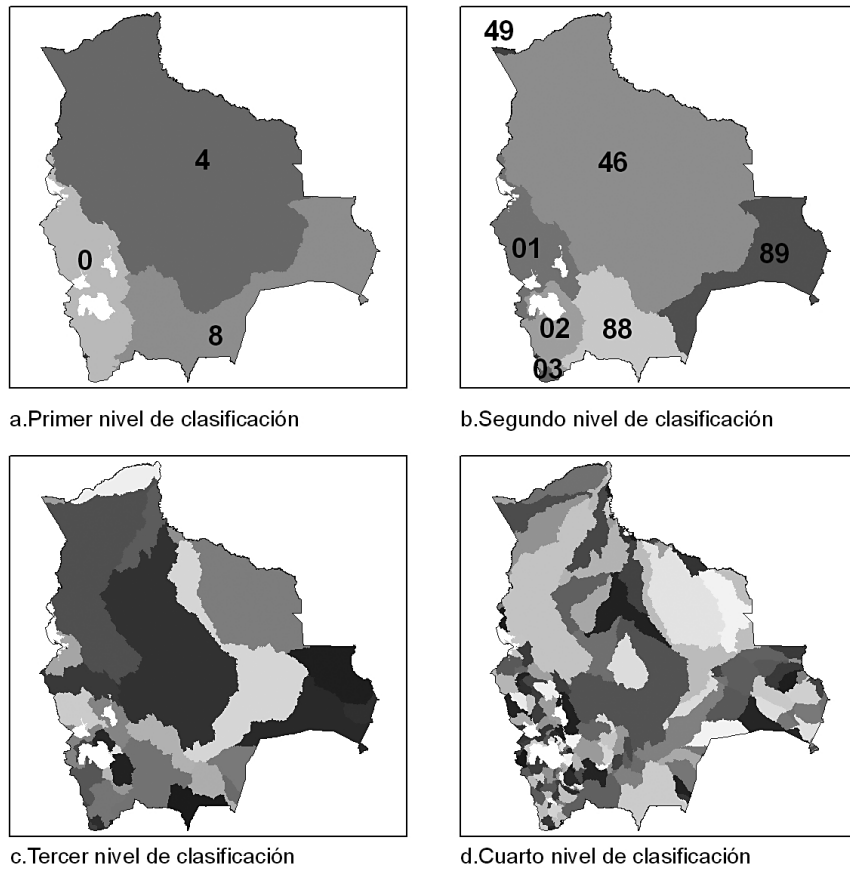 4
0
8
a.Primer nivel de clasificación
49
46
01
89
02
88
03
b.Segundo nivel de clasificación
c.Tercer nivel de clasificación
d.Cuarto nivel de clasificación